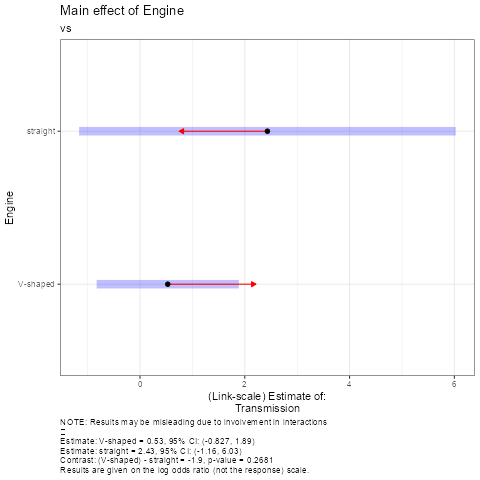 Main effect of Engine
vs
straight
V-shaped
Engine
0 2 4 6
(Link-scale) Estimate of:
Transmission
NOTE: Results may be misleading due to involvement in interactions
Estimate: V-shaped = 0.53, 95% CI: (-0.827, 1.89)
Estimate: straight = 2.43, 95% CI: (-1.16, 6.03)
Contrast: (V-shaped) - straight = -1.9, p-value = 0.2681
Results are given on the log odds ratio (not the response) scale.